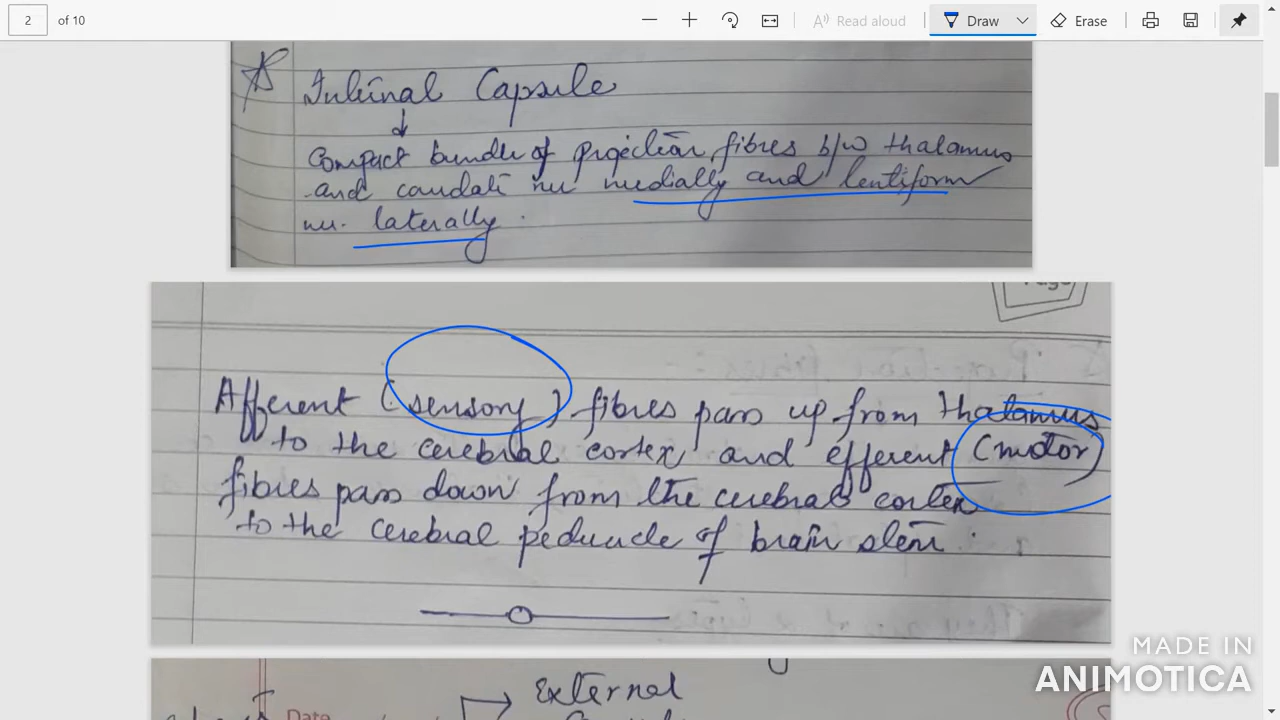 2 of 10
Read aloud
Draw
Erase
Internal Capsule
Compact bundle of projection fibres b/w thalamus
and caudate nu medially and lentiform
nu. laterally.
Page
Afferent (sensory) fibres pass up from thalamus
to the cerebral cortex and efferent (motor)
fibres pass down from the cerebral cortex
to the cerebral peduncle of brain stem.
External
Date
MADE IN
ANIMOTICA